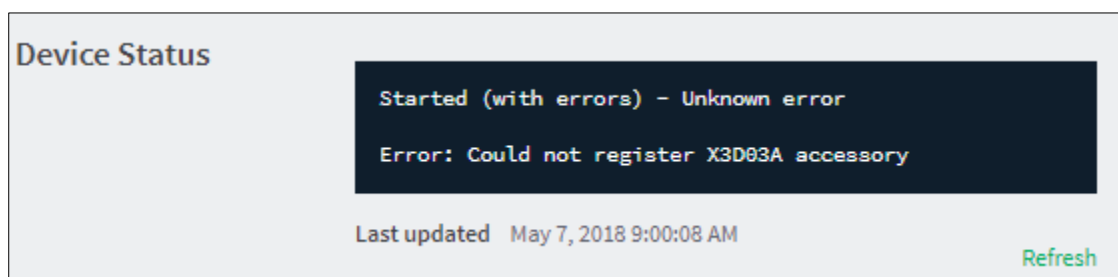 Device Status
Started (with errors) – Unknown error
Error: Could not register X3D03A accessory
Last updated May 7, 2018 9:00:08 AM
Refresh